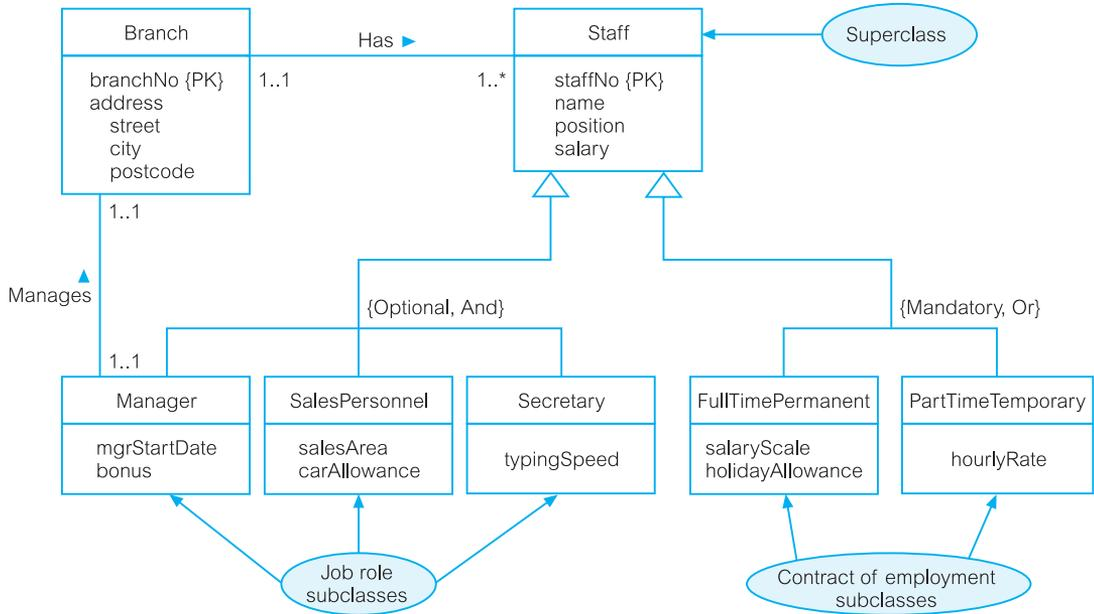 Branch
Has ►
Staff
Superclass
branchNo {PK}
address
street
city
postcode
1..1
1..*
staffNo {PK}
name
position
salary
1..1
▲
Manages
{Optional, And}
{Mandatory, Or}
1..1
Manager
mgrStartDate
bonus
SalesPersonnel
salesArea
carAllowance
Secretary
typingSpeed
FullTimePermanent
salaryScale
holidayAllowance
PartTimeTemporary
hourlyRate
Job role
subclasses
Contract of employment
subclasses